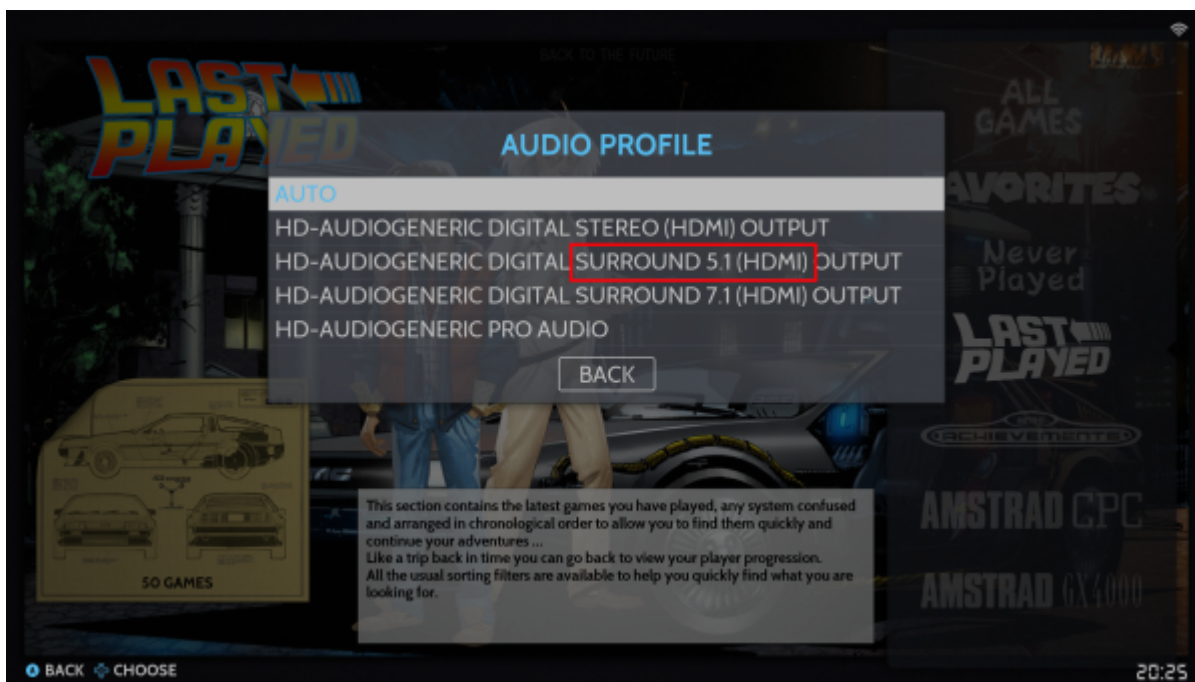 BACK TO THE FUTURE
LAST
PLAYED
AUDIO PROFILE
AUTO
HD-AUDIOGENERIC DIGITAL STEREO (HDMI) OUTPUT
HD-AUDIOGENERIC DIGITAL SURROUND 5.1 (HDMI) OUTPUT
HD-AUDIOGENERIC DIGITAL SURROUND 7.1 (HDMI) OUTPUT
HD-AUDIOGENERIC PRO AUDIO
BACK
ALL
GAMES
FAVORITES
Never
Played
LAST
PLAYED
ACHIEVEMENTS
AMSTRAD CPC
AMSTRAD GX4000
50 GAMES
This section contains the latest games you have played, any system confused
and arranged in chronological order to allow you to find them quickly and
continue your adventures ...
Like a trip back in time you can go back to view your player progression.
All the usual sorting filters are available to help you quickly find what you are
looking for.
BACK CHOOSE
20:25